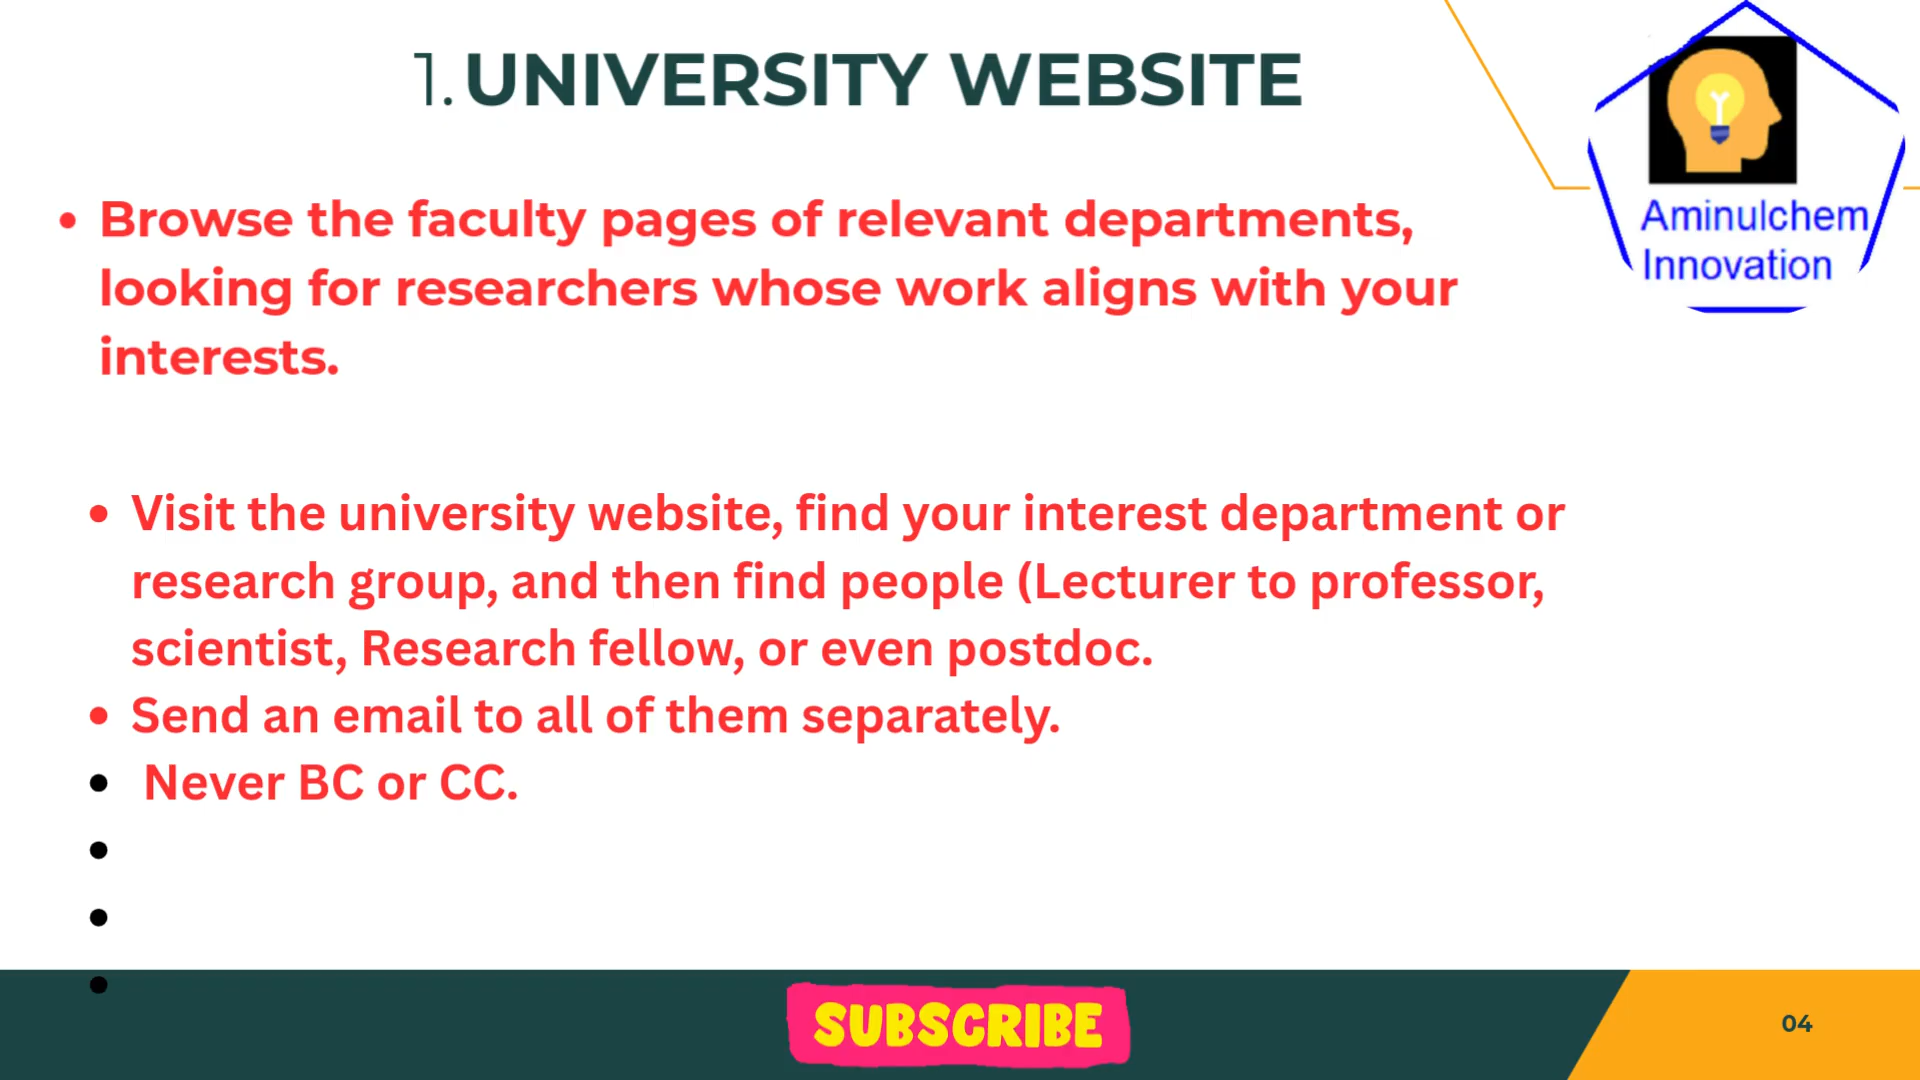 1. UNIVERSITY WEBSITE
Aminulchem
Innovation
• Browse the faculty pages of relevant departments,
looking for researchers whose work aligns with your
interests.
• Visit the university website, find your interest department or
research group, and then find people (Lecturer to professor,
scientist, Research fellow, or even postdoc.
• Send an email to all of them separately.
• Never BC or CC.
•
•
•
SUBSCRIBE
04